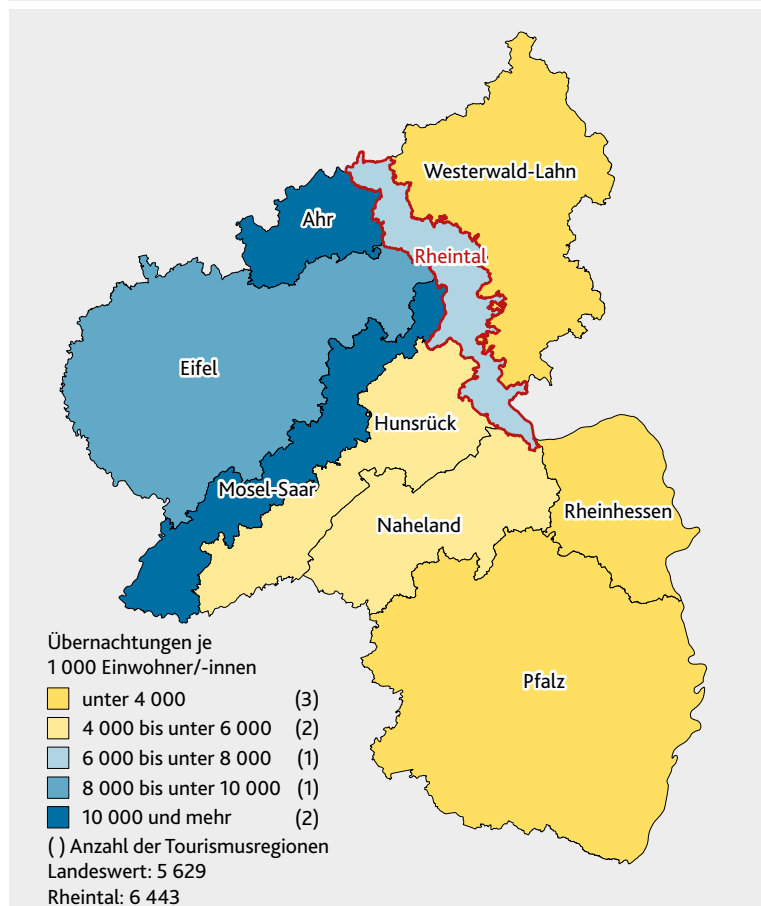 Westerwald-Lahn
Ahr
Rheintal
Eifel
Hunsrück
Mosel-Saar
Naheland
Rheinhessen
Pfalz
Übernachtungen je
1 000 Einwohner/-innen
unter 4 000 (3)
4 000 bis unter 6 000 (2)
6 000 bis unter 8 000 (1)
8 000 bis unter 10 000 (1)
10 000 und mehr (2)
( ) Anzahl der Tourismusregionen
Landeswert: 5 629
Rheintal: 6 443